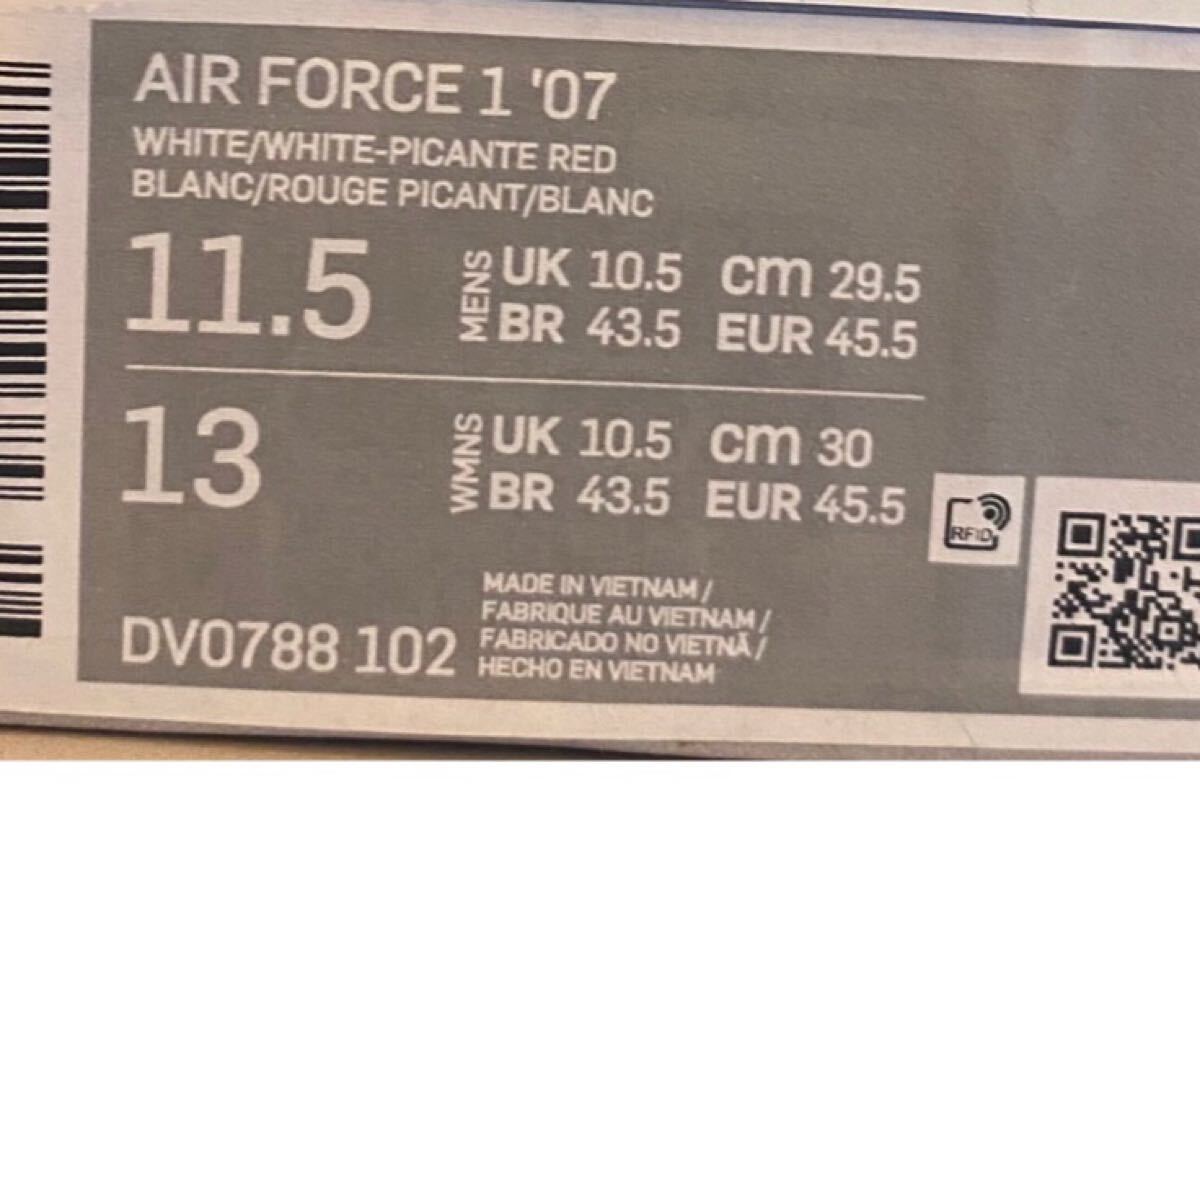 AIR FORCE 1 '07
WHITE/WHITE-PICANTE RED
BLANC/ROUGE PICANT/BLANC
11.5 MENS UK 10.5 cm 29.5
BR 43.5 EUR 45.5
13 WMNS UK 10.5 cm 30
BR 43.5 EUR 45.5
RFID
MADE IN VIETNAM /
FABRIQUE AU VIETNAM /
FABRICADO NO VIETNÃ /
HECHO EN VIETNAM
DV0788 102